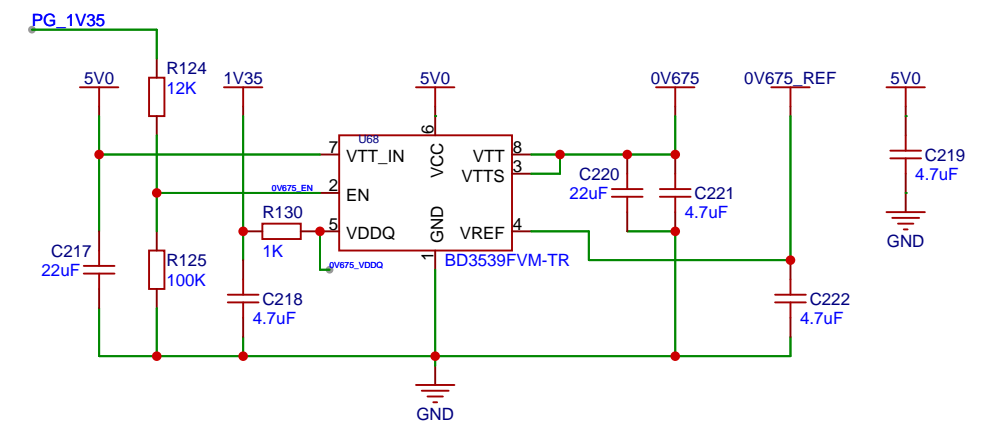 PG_1V35
R124
12K
5V0
1V35
5V0
0V675
0V675_REF
5V0
U68
6
VCC
7
VTT_IN
VTT
8
VTTS
3
0V675_EN
2
EN
C220
22uF
C221
4.7uF
C219
4.7uF
GND
R130
1K
5
VDDQ
GND
VREF
4
1
BD3539FVM-TR
0V675_VDDQ
C217
22uF
R125
100K
C218
4.7uF
C222
4.7uF
GND